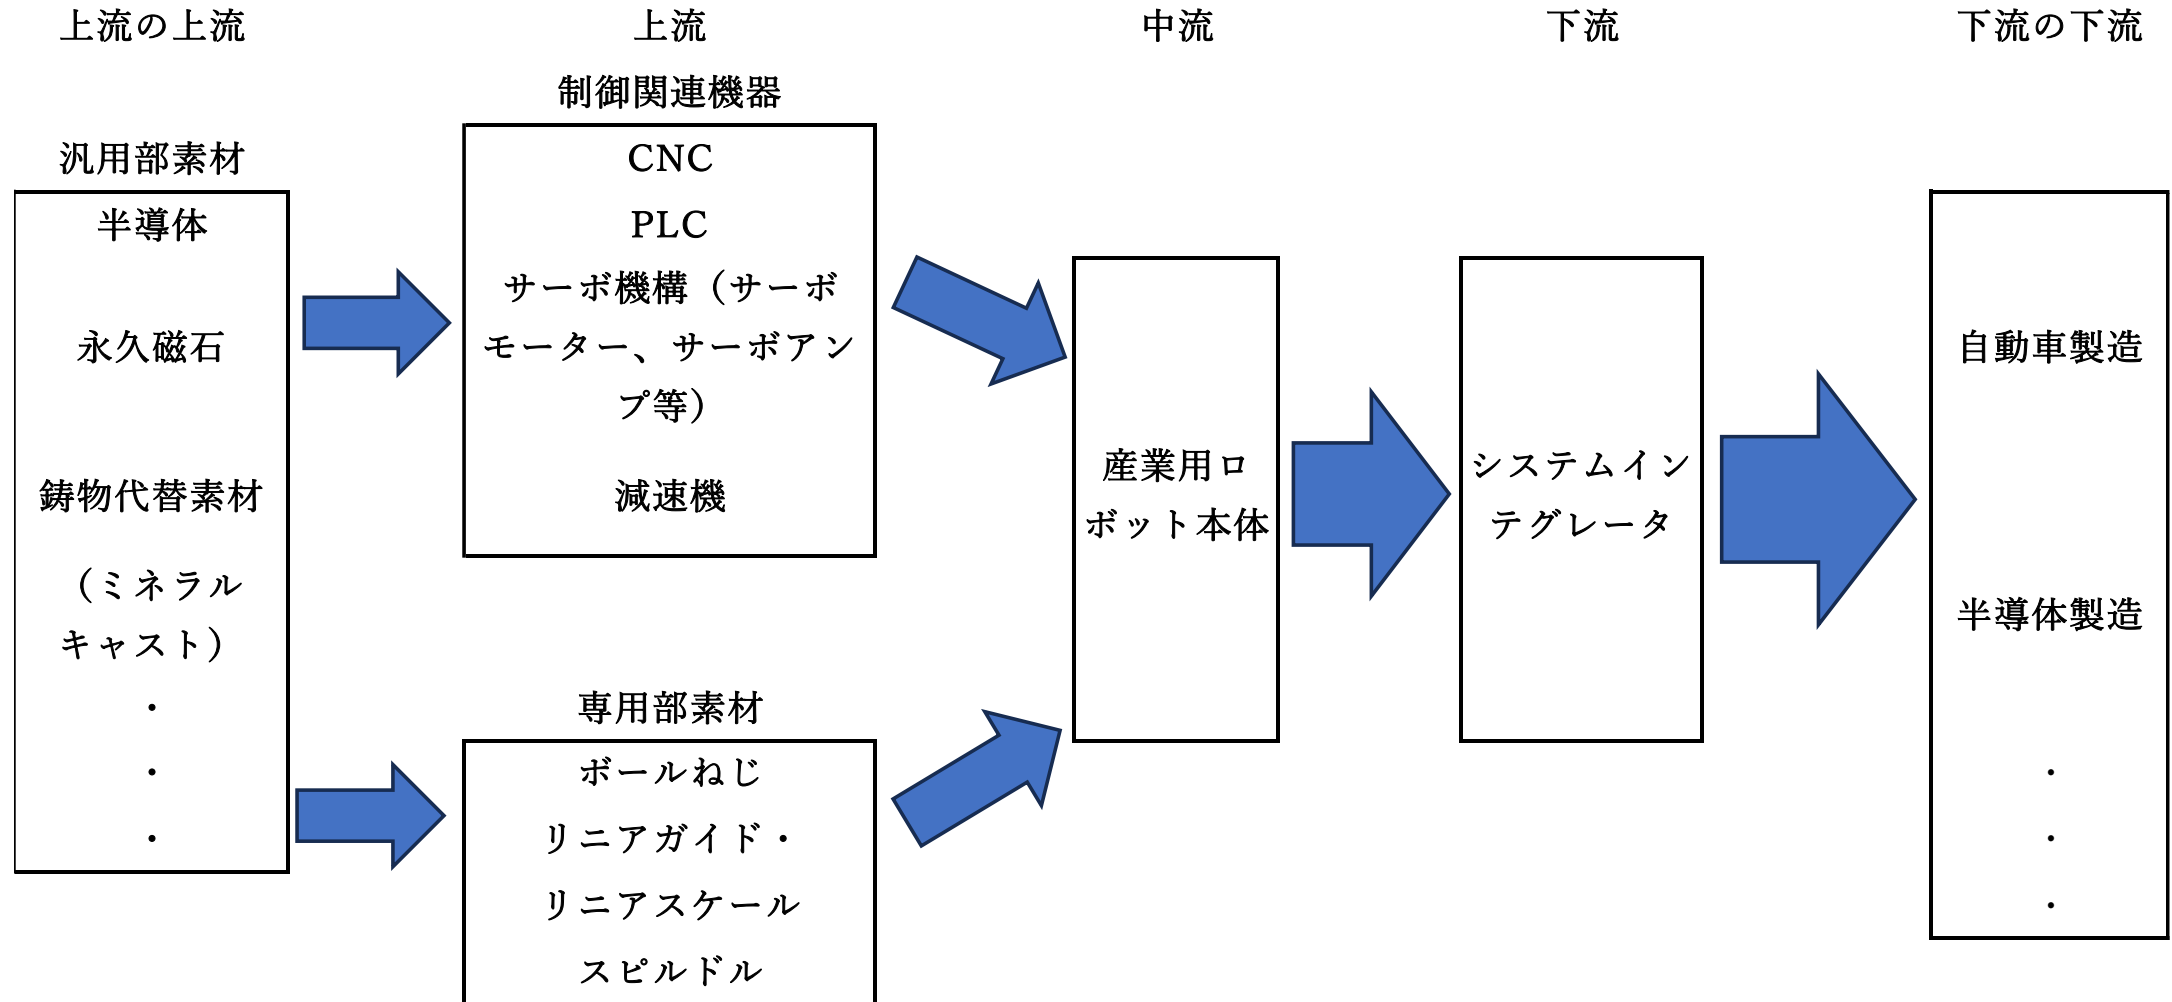 上流の上流
上流
中流
下流
下流の下流
汎用部素材
半導体
永久磁石
鋳物代替素材
（ミネラル
キャスト）
・
・
・
制御関連機器
CNC
PLC
サーボ機構（サーボ
モーター、サーボアン
プ等）
減速機
専用部素材
ボールねじ
リニアガイド・
リニアスケール
スピルドル
産業用ロ
ボット本体
システムイン
テグレータ
自動車製造
半導体製造
・
・
・